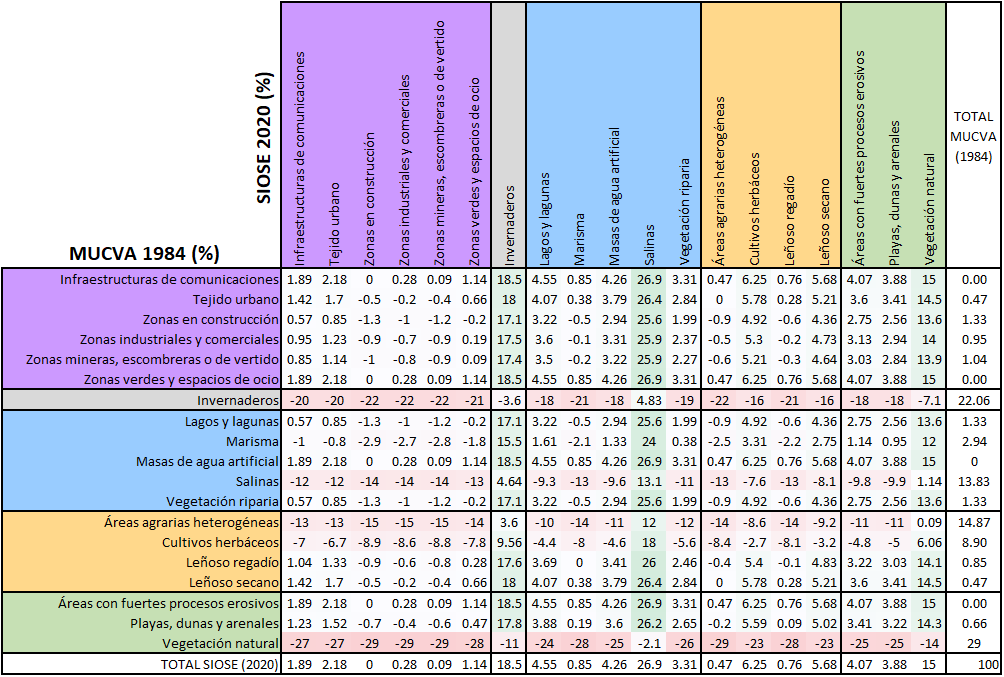 SIOSE 2020 (%)
MUCVA 1984 (%)
Infraestructuras de comunicaciones
Tejido urbano
Zonas en construcción
Zonas industriales y comerciales
Zonas mineras, escombreras o de vertido
Zonas verdes y espacios de ocio
Invernaderos
Lagos y lagunas
Marisma
Masas de agua artificial
Salinas
Vegetación riparia
Áreas agrarias heterogéneas
Cultivos herbáceos
Leñoso regadío
Leñoso secano
Áreas con fuertes procesos erosivos
Playas, dunas y arenales
Vegetación natural
TOTAL
MUCVA
(1984)
Infraestructuras de comunicaciones 1.89 2.18 0 0.28 0.09 1.14 18.5 4.55 0.85 4.26 26.9 3.31 0.47 6.25 0.76 5.68 4.07 3.88 15 0.00
Tejido urbano 1.42 1.7 -0.5 -0.2 -0.4 0.66 18 4.07 0.38 3.79 26.4 2.84 0 5.78 0.28 5.21 3.6 3.41 14.5 0.47
Zonas en construcción 0.57 0.85 -1.3 -1 -1.2 -0.2 17.1 3.22 -0.5 2.94 25.6 1.99 -0.9 4.92 -0.6 4.36 2.75 2.56 13.6 1.33
Zonas industriales y comerciales 0.95 1.23 -0.9 -0.7 -0.9 0.19 17.5 3.6 -0.1 3.31 25.9 2.37 -0.5 5.3 -0.2 4.73 3.13 2.94 14 0.95
Zonas mineras, escombreras o de vertido 0.85 1.14 -1 -0.8 -0.9 0.09 17.4 3.5 -0.2 3.22 25.9 2.27 -0.6 5.21 -0.3 4.64 3.03 2.84 13.9 1.04
Zonas verdes y espacios de ocio 1.89 2.18 0 0.28 0.09 1.14 18.5 4.55 0.85 4.26 26.9 3.31 0.47 6.25 0.76 5.68 4.07 3.88 15 0.00
Invernaderos -20 -20 -22 -22 -22 -21 -3.6 -18 -21 -18 4.83 -19 -22 -16 -21 -16 -18 -18 -7.1 22.06
Lagos y lagunas 0.57 0.85 -1.3 -1 -1.2 -0.2 17.1 3.22 -0.5 2.94 25.6 1.99 -0.9 4.92 -0.6 4.36 2.75 2.56 13.6 1.33
Marisma -1 -0.8 -2.9 -2.7 -2.8 -1.8 15.5 1.61 -2.1 1.33 24 0.38 -2.5 3.31 -2.2 2.75 1.14 0.95 12 2.94
Masas de agua artificial 1.89 2.18 0 0.28 0.09 1.14 18.5 4.55 0.85 4.26 26.9 3.31 0.47 6.25 0.76 5.68 4.07 3.88 15 0
Salinas -12 -12 -14 -14 -14 -13 4.64 -9.3 -13 -9.6 13.1 -11 -13 -7.6 -13 -8.1 -9.8 -9.9 1.14 13.83
Vegetación riparia 0.57 0.85 -1.3 -1 -1.2 -0.2 17.1 3.22 -0.5 2.94 25.6 1.99 -0.9 4.92 -0.6 4.36 2.75 2.56 13.6 1.33
Áreas agrarias heterogéneas -13 -13 -15 -15 -15 -14 3.6 -10 -14 -11 12 -12 -14 -8.6 -14 -9.2 -11 -11 0.09 14.87
Cultivos herbáceos -7 -6.7 -8.9 -8.6 -8.8 -7.8 9.56 -4.4 -8 -4.6 18 -5.6 -8.4 -2.7 -8.1 -3.2 -4.8 -5 6.06 8.90
Leñoso regadío 1.04 1.33 -0.9 -0.6 -0.8 0.28 17.6 3.69 0 3.41 26 2.46 -0.4 5.4 -0.1 4.83 3.22 3.03 14.1 0.85
Leñoso secano 1.42 1.7 -0.5 -0.2 -0.4 0.66 18 4.07 0.38 3.79 26.4 2.84 0 5.78 0.28 5.21 3.6 3.41 14.5 0.47
Áreas con fuertes procesos erosivos 1.89 2.18 0 0.28 0.09 1.14 18.5 4.55 0.85 4.26 26.9 3.31 0.47 6.25 0.76 5.68 4.07 3.88 15 0.00
Playas, dunas y arenales 1.23 1.52 -0.7 -0.4 -0.6 0.47 17.8 3.88 0.19 3.6 26.2 2.65 -0.2 5.59 0.09 5.02 3.41 3.22 14.3 0.66
Vegetación natural -27 -27 -29 -29 -29 -28 -11 -24 -28 -25 -2.1 -26 -29 -23 -28 -23 -25 -25 -14 29
TOTAL SIOSE (2020) 1.89 2.18 0 0.28 0.09 1.14 18.5 4.55 0.85 4.26 26.9 3.31 0.47 6.25 0.76 5.68 4.07 3.88 15 100